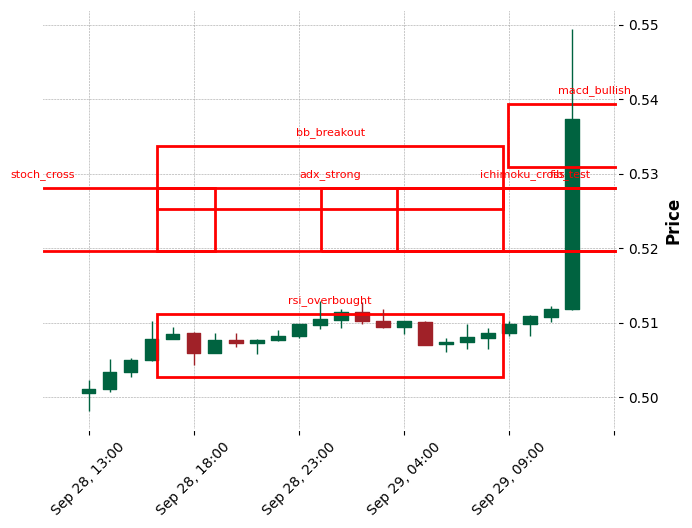 0.55
macd_bullish
0.54
bb_breakout
stoch_cross
adx_strong
ichimoku_cross
0.53
Price
0.52
rsi_overbought
0.51
0.50
Sep 28, 13:00
Sep 28, 18:00
Sep 28, 23:00
Sep 29, 04:00
Sep 29, 09:00